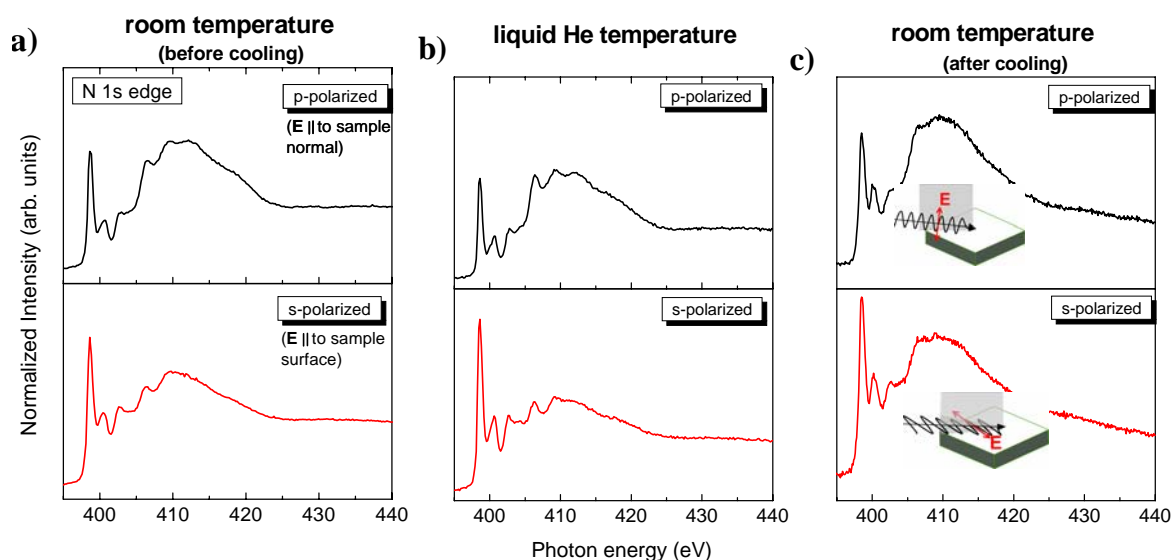 a)
room temperature
(before cooling)
N 1s edge
p-polarized
(E || to sample
normal)
s-polarized
(E || to sample
surface)
Normalized Intensity (arb. units)
400 410 420 430 440
b)
liquid He temperature
p-polarized
s-polarized
400 410 420 430 440
Photon energy (eV)
c)
room temperature
(after cooling)
p-polarized
E
s-polarized
E
400 410 420 430 440